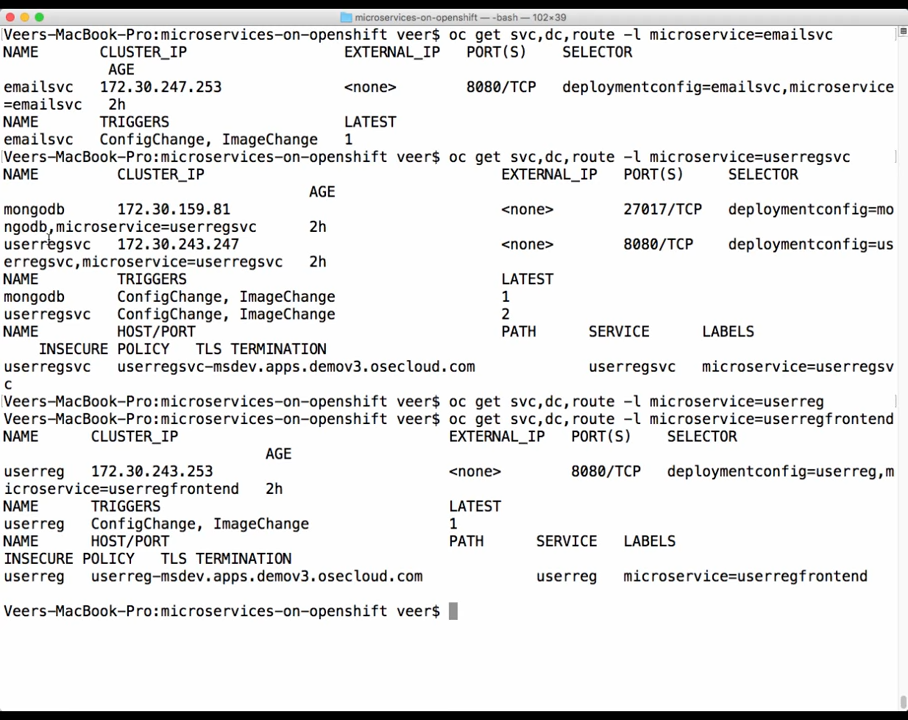 microservices-on-openshift — -bash — 102×39
Veers-MacBook-Pro:microservices-on-openshift veer$ oc get svc,dc,route -l microservice=emailsvc
NAME CLUSTER_IP EXTERNAL_IP PORT(S) SELECTOR
AGE
emailsvc 172.30.247.253 <none> 8080/TCP deploymentconfig=emailsvc,microservice
=emailsvc 2h
NAME TRIGGERS LATEST
emailsvc ConfigChange, ImageChange 1
Veers-MacBook-Pro:microservices-on-openshift veer$ oc get svc,dc,route -l microservice=userregsvc
NAME CLUSTER_IP EXTERNAL_IP PORT(S) SELECTOR
AGE
mongodb 172.30.159.81 <none> 27017/TCP deploymentconfig=mo
ngodb,microservice=userregsvc 2h
userregsvc 172.30.243.247 <none> 8080/TCP deploymentconfig=us
erregsvc,microservice=userregsvc 2h
NAME TRIGGERS LATEST
mongodb ConfigChange, ImageChange 1
userregsvc ConfigChange, ImageChange 2
NAME HOST/PORT PATH SERVICE LABELS
INSECURE POLICY TLS TERMINATION
userregsvc userregsvc-msdev.apps.demov3.osecloud.com userregsvc microservice=userregsv
c
Veers-MacBook-Pro:microservices-on-openshift veer$ oc get svc,dc,route -l microservice=userreg
Veers-MacBook-Pro:microservices-on-openshift veer$ oc get svc,dc,route -l microservice=userregfrontend
NAME CLUSTER_IP EXTERNAL_IP PORT(S) SELECTOR
AGE
userreg 172.30.243.253 <none> 8080/TCP deploymentconfig=userreg,m
icroservice=userregfrontend 2h
NAME TRIGGERS LATEST
userreg ConfigChange, ImageChange 1
NAME HOST/PORT PATH SERVICE LABELS
INSECURE POLICY TLS TERMINATION
userreg userreg-msdev.apps.demov3.osecloud.com userreg microservice=userregfrontend
Veers-MacBook-Pro:microservices-on-openshift veer$